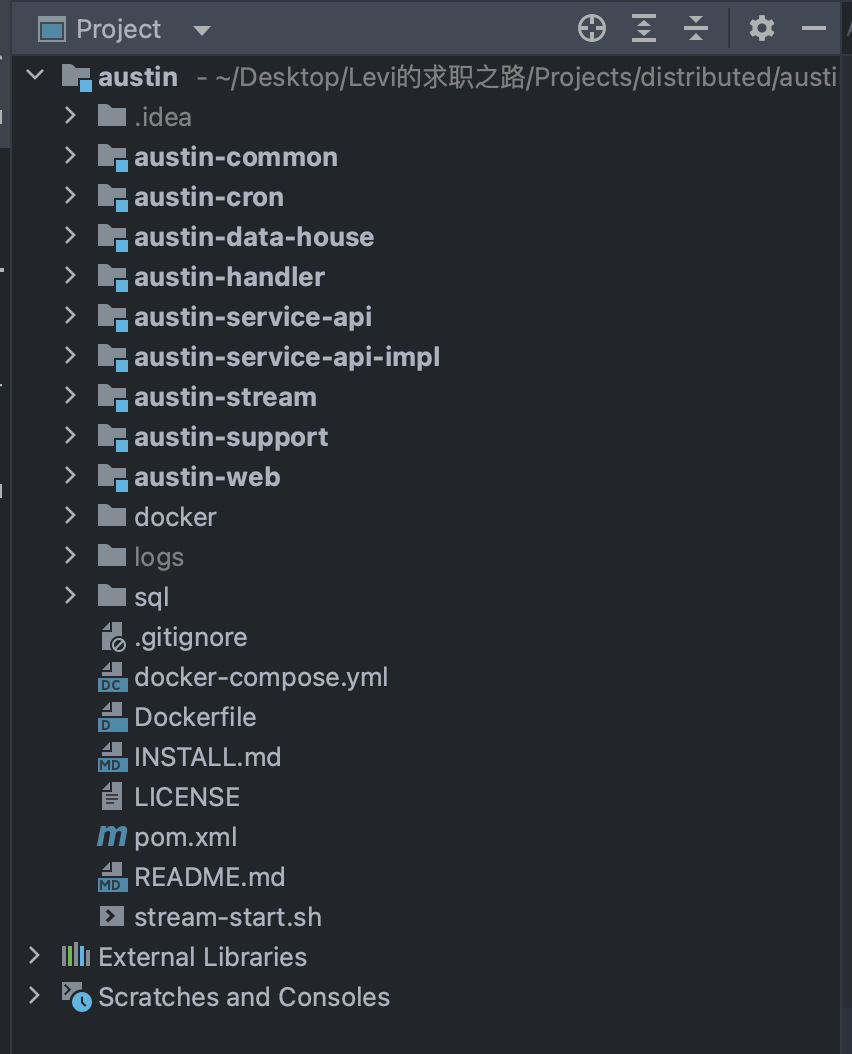 Project
austin - ~/Desktop/Levi的求职之路/Projects/distributed/austi
.idea
austin-common
austin-cron
austin-data-house
austin-handler
austin-service-api
austin-service-api-impl
austin-stream
austin-support
austin-web
docker
logs
sql
.gitignore
DC docker-compose.yml
D Dockerfile
MD INSTALL.md
LICENSE
m pom.xml
MD README.md
stream-start.sh
External Libraries
Scratches and Consoles